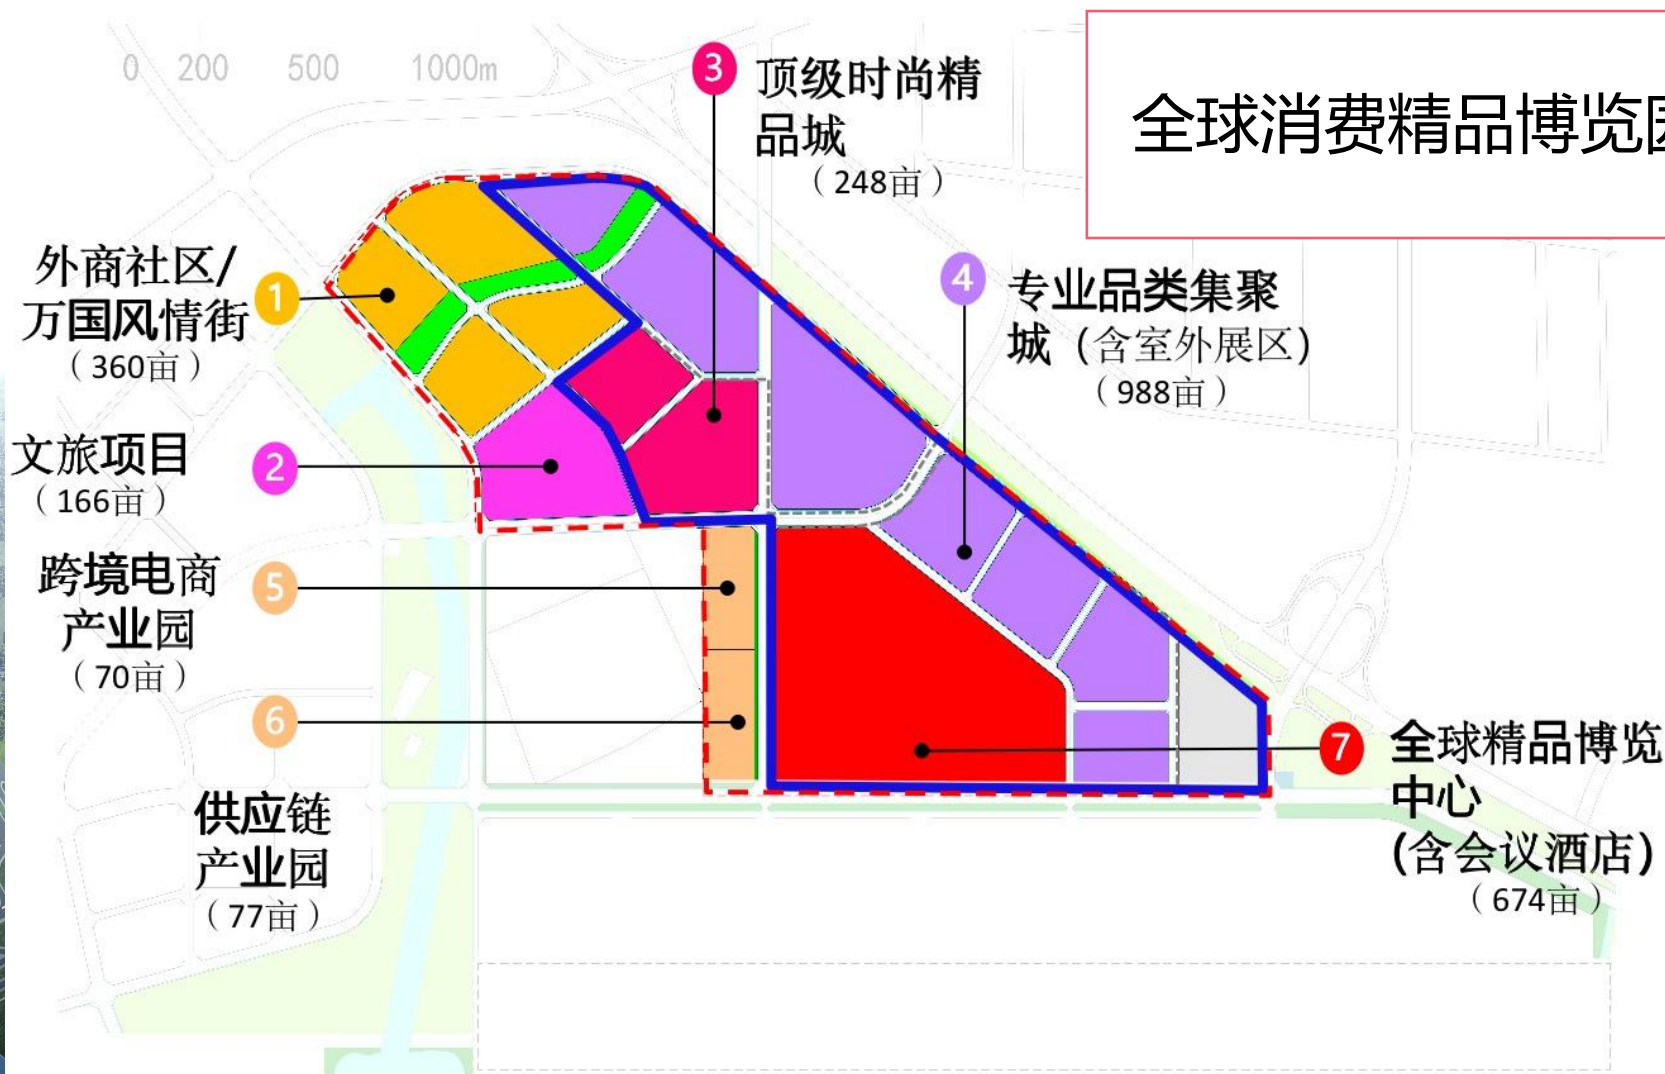 0 200 500 1000m
全球消费精品博览园
3
顶级时尚精
品城
（248亩）
外商社区/
万国风情街
（360亩）
1
4
专业品类集聚
城（含室外展区）
（988亩）
文旅项目
（166亩）
2
跨境电商
产业园
（70亩）
5
6
供应链
产业园
（77亩）
7
全球精品博览
中心
(含会议酒店)
（674亩）